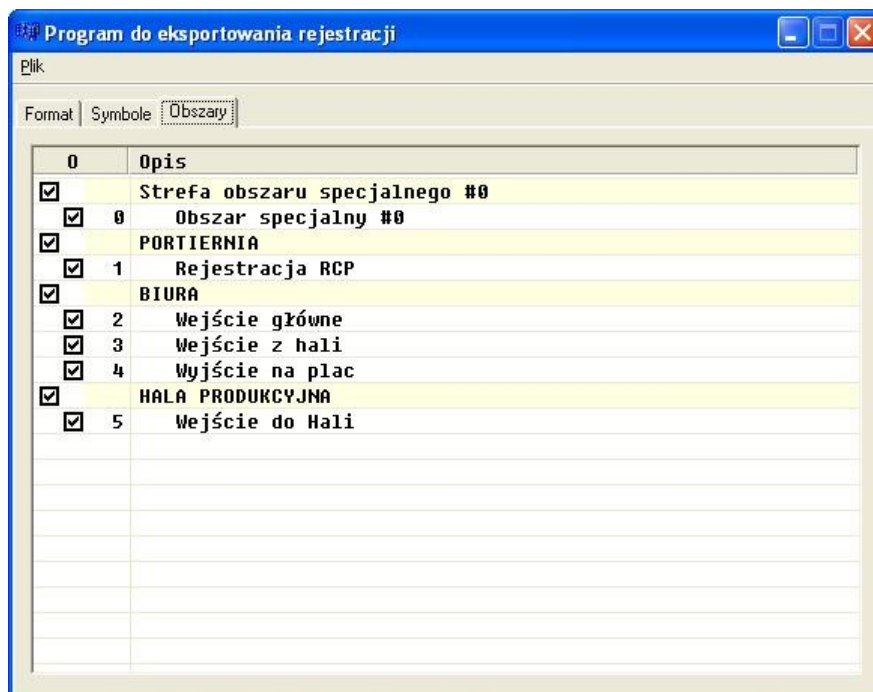 Program do eksportowania rejestracji
Plik
Format Symbole Obszary
O Opis
Strefa obszaru specjalnego #0
0 Obszar specjalny #0
PORTIERNIA
1 Rejestracja RCP
BIURA
2 Wejście główne
3 Wejście z hali
4 Wyjście na plac
HALA PRODUKCYJNA
5 Wejście do Hali